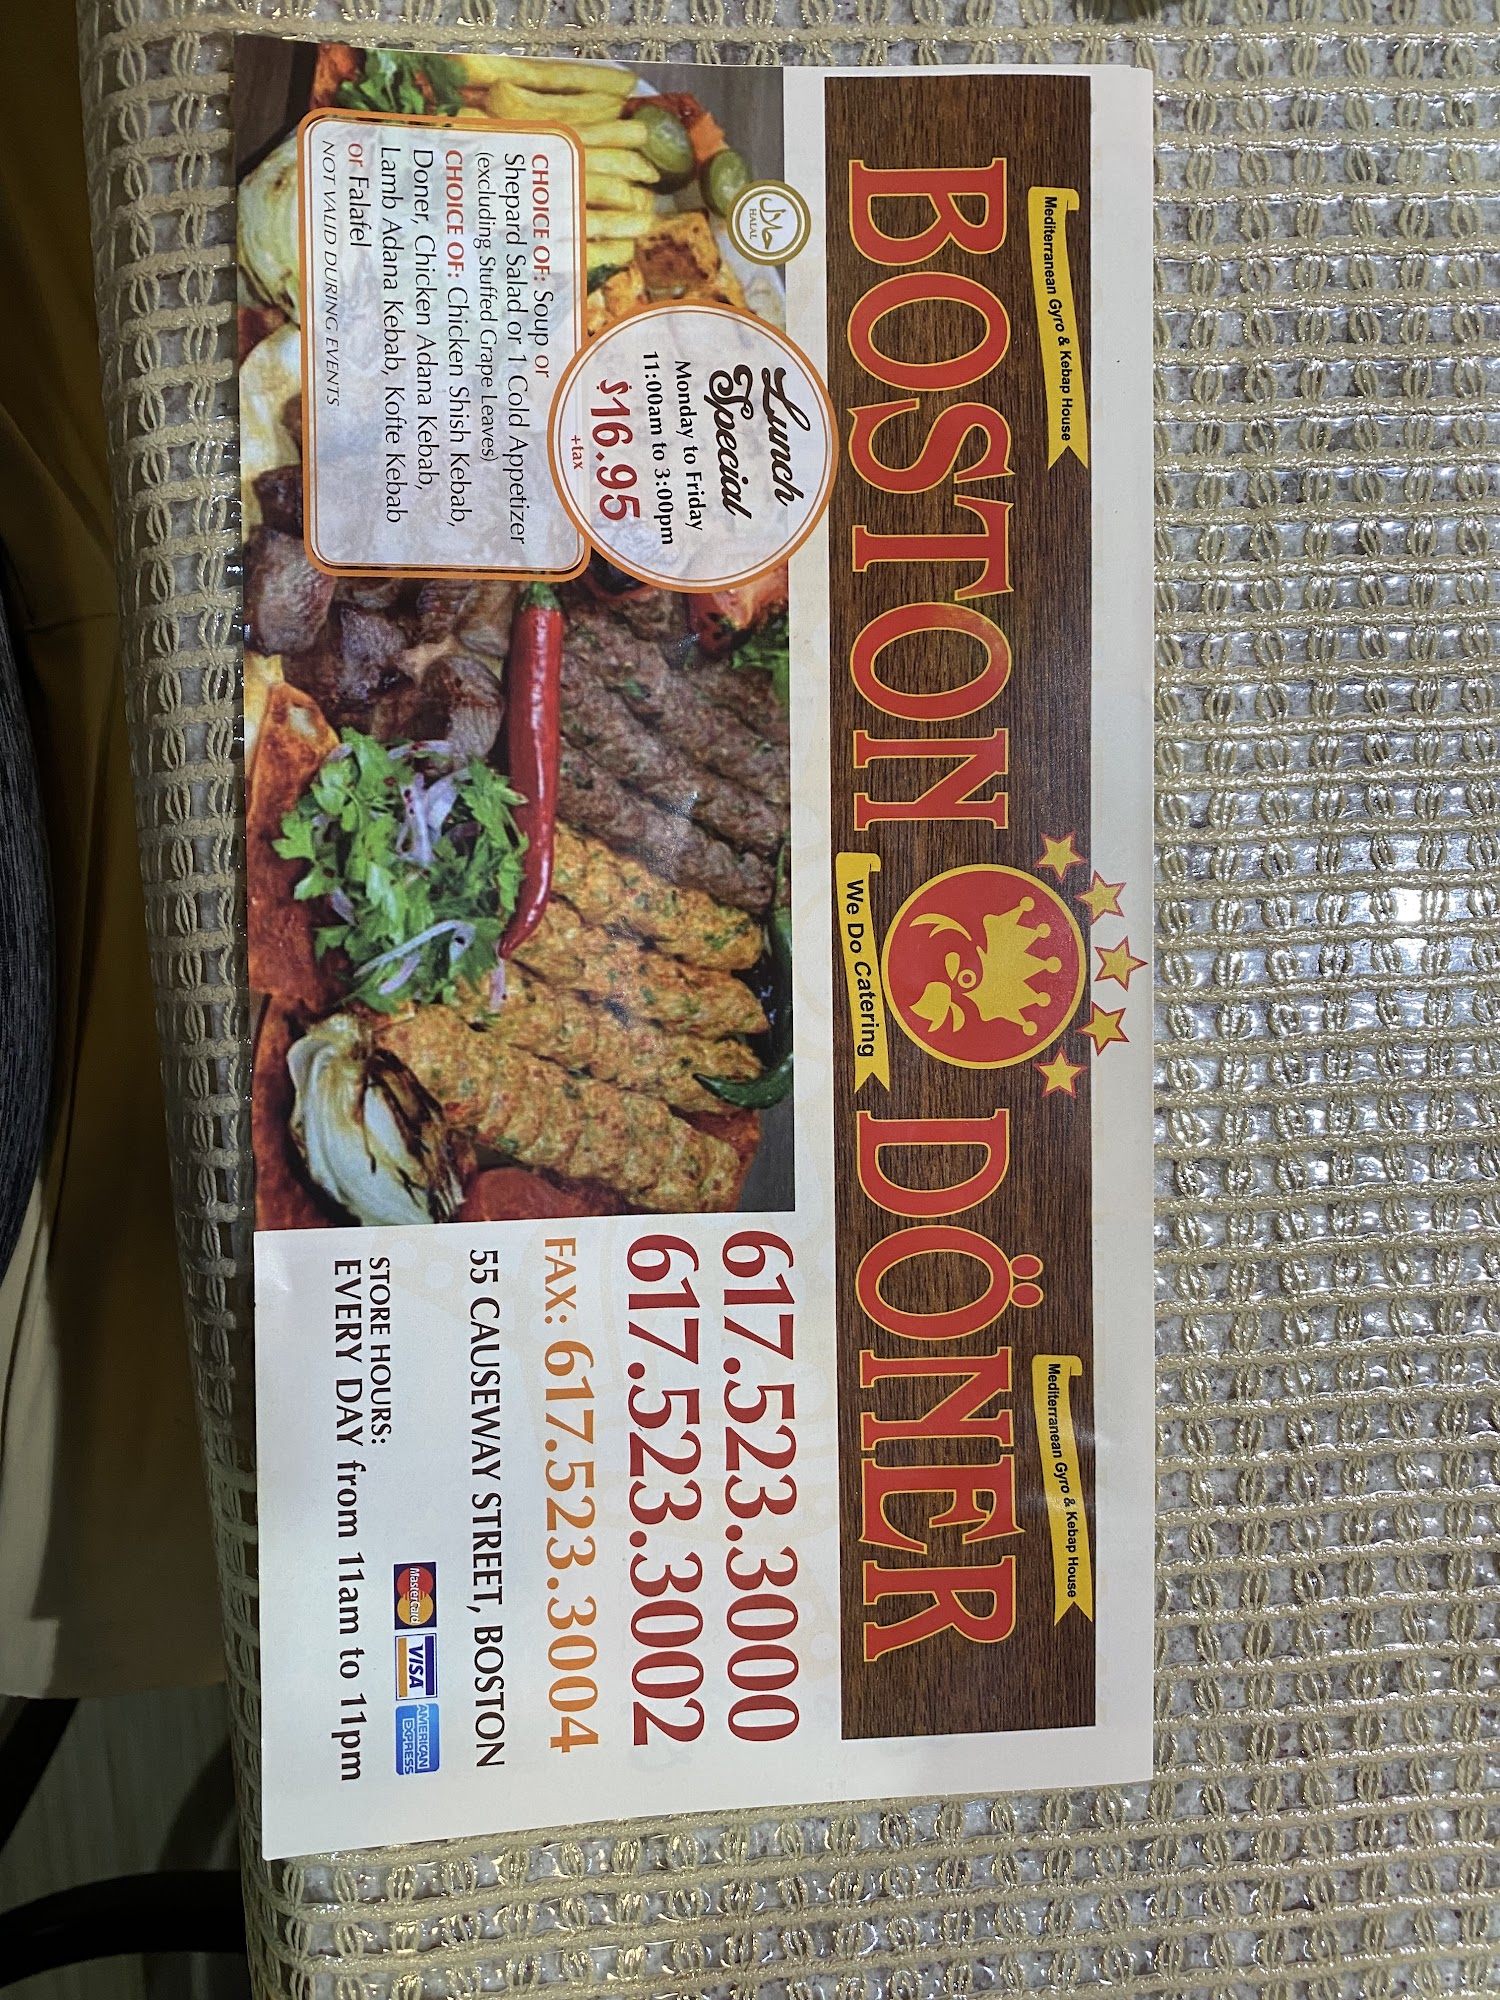 Mediterranean Gyro & Kebap House
Mediterranean Gyro & Kebap House
BOSTON DÖNER
We Do Catering
حلال
HALAL
Lunch
Special
Monday to Friday
11:00am to 3:00pm
$16.95
+tax
CHOICE OF: Soup or
Shepard Salad or 1 Cold Appetizer
(excluding Stuffed Grape Leaves)
CHOICE OF: Chicken Shish Kebab,
Doner, Chicken Adana Kebab,
Lamb Adana Kebab, Kofte Kebab
or Falafel
NOT VALID DURING EVENTS
617.523.3000
617.523.3002
FAX: 617.523.3004
55 CAUSEWAY STREET, BOSTON
MasterCard
VISA
AMERICAN
EXPRESS
STORE HOURS:
EVERY DAY from 11am to 11pm